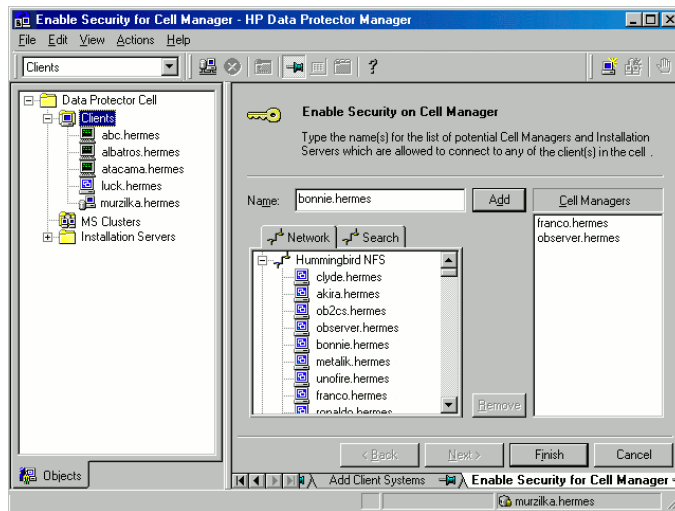 Enable Security for Cell Manager - HP Data Protector Manager
File Edit View Actions Help
Clients
Data Protector Cell
Clients
abc.hermes
albatros.hermes
atacama.hermes
luck.hermes
murzilka.hermes
MS Clusters
Installation Servers
Objects
Enable Security on Cell Manager
Type the name(s) for the list of potential Cell Managers and Installation
Servers which are allowed to connect to any of the client(s) in the cell .
Name: bonnie.hermes Add Cell Managers
franco.hermes
observer.hermes
Network Search
Hummingbird NFS
clyde.hermes
akira.hermes
ob2cs.hermes
observer.hermes
bonnie.hermes
metalik.hermes
unofire.hermes
franco.hermes
ronaldo.hermes
Remove
< Back Next > Finish Cancel
Add Client Systems Enable Security for Cell Manager
murzilka.hermes